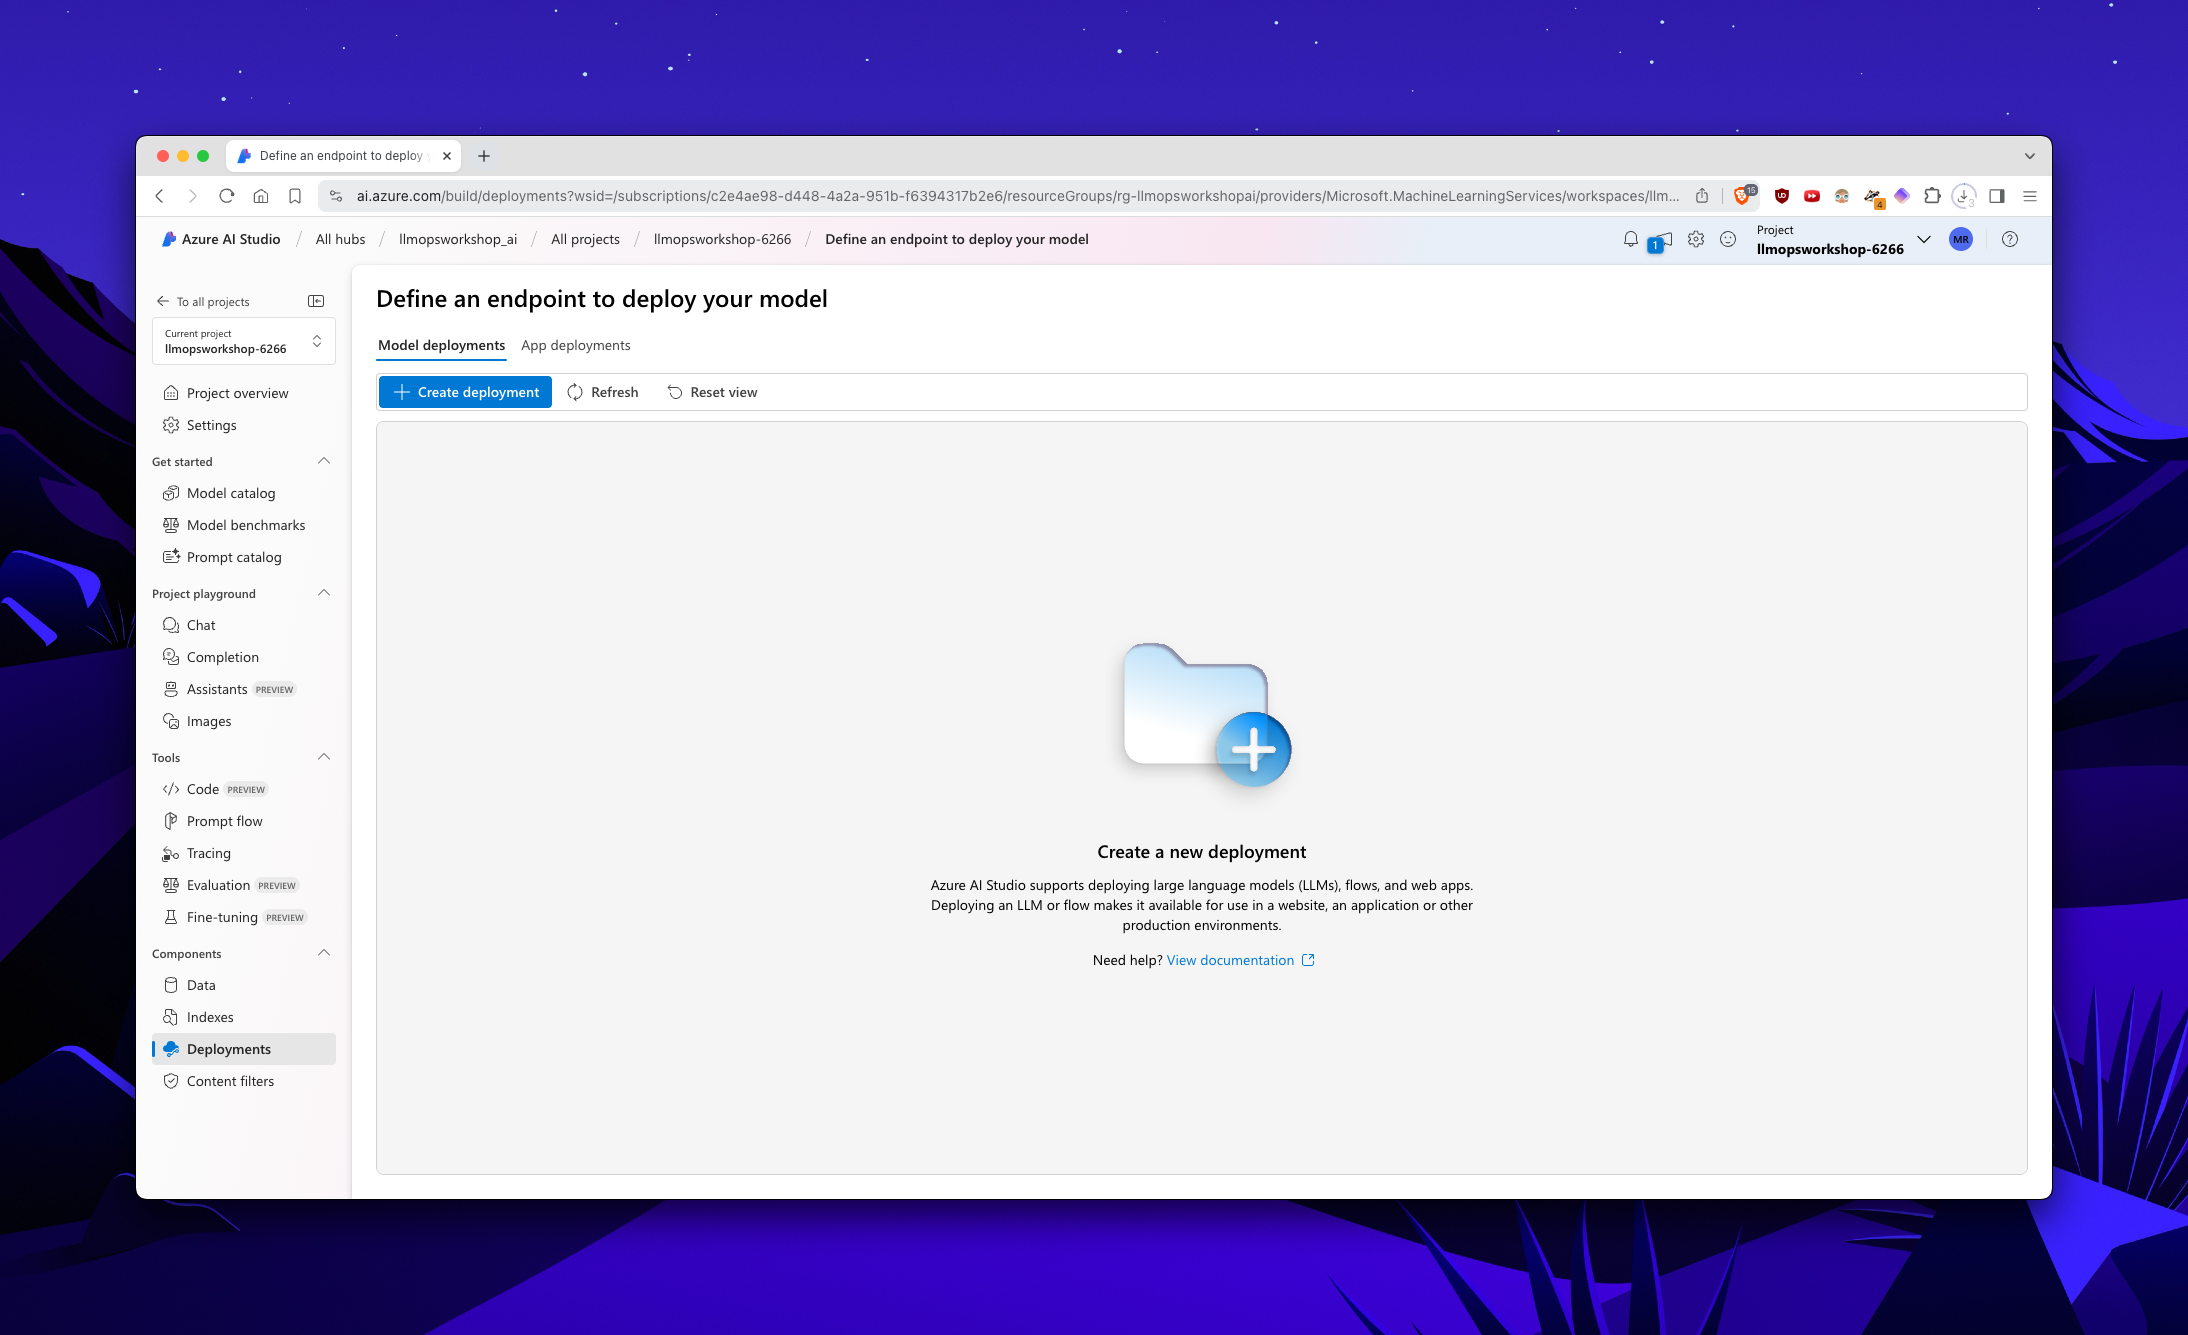 Define an endpoint to deploy
ai.azure.com/build/deployments?wsid=/subscriptions/c2e4ae98-d448-4a2a-951b-f6394317b2e6/resourceGroups/rg-llmopsworkshopai/providers/Microsoft.MachineLearningServices/workspaces/llm...
15
4
3
Azure AI Studio / All hubs / llmopsworkshop_ai / All projects / llmopsworkshop-6266 / Define an endpoint to deploy your model
1
Project
llmopsworkshop-6266
MR
To all projects
Current project
llmopsworkshop-6266
Project overview
Settings
Get started
Model catalog
Model benchmarks
Prompt catalog
Project playground
Chat
Completion
Assistants PREVIEW
Images
Tools
Code PREVIEW
Prompt flow
Tracing
Evaluation PREVIEW
Fine-tuning PREVIEW
Components
Data
Indexes
Deployments
Content filters
Define an endpoint to deploy your model
Model deployments App deployments
Create deployment Refresh Reset view
Create a new deployment
Azure AI Studio supports deploying large language models (LLMs), flows, and web apps.
Deploying an LLM or flow makes it available for use in a website, an application or other
production environments.
Need help? View documentation